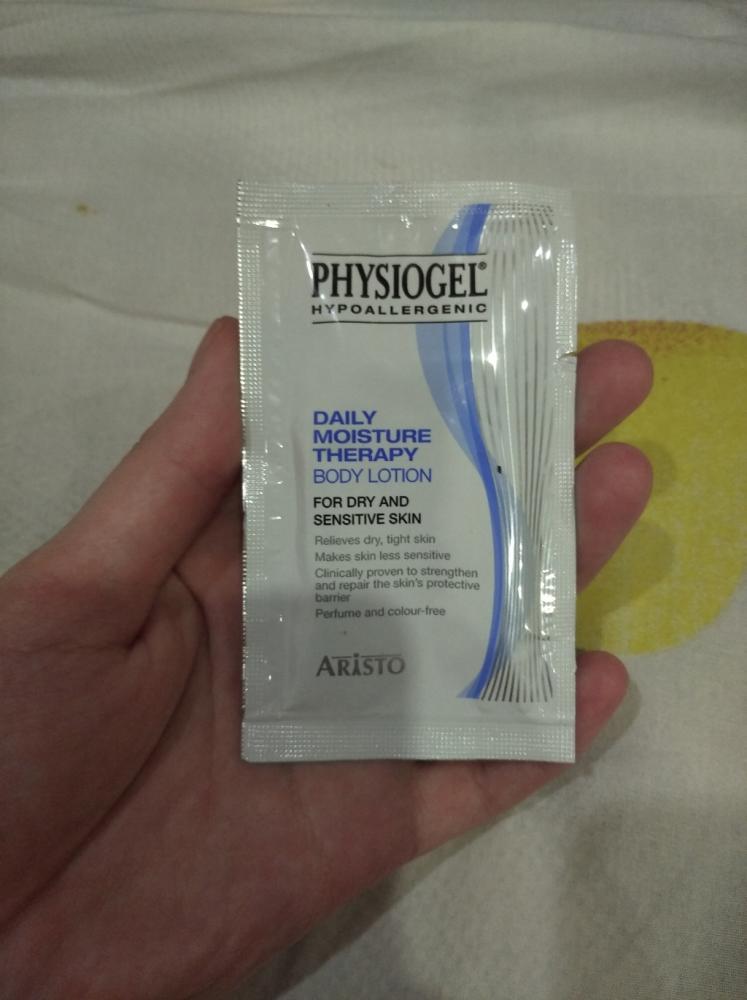 PHYSIOGEL®
HYPOALLERGENIC
DAILY
MOISTURE
THERAPY
BODY LOTION
FOR DRY AND
SENSITIVE SKIN
Relieves dry, tight skin
Makes skin less sensitive
Clinically proven to strengthen
and repair the skin's protective
barrier
Perfume and colour-free
ARISTO